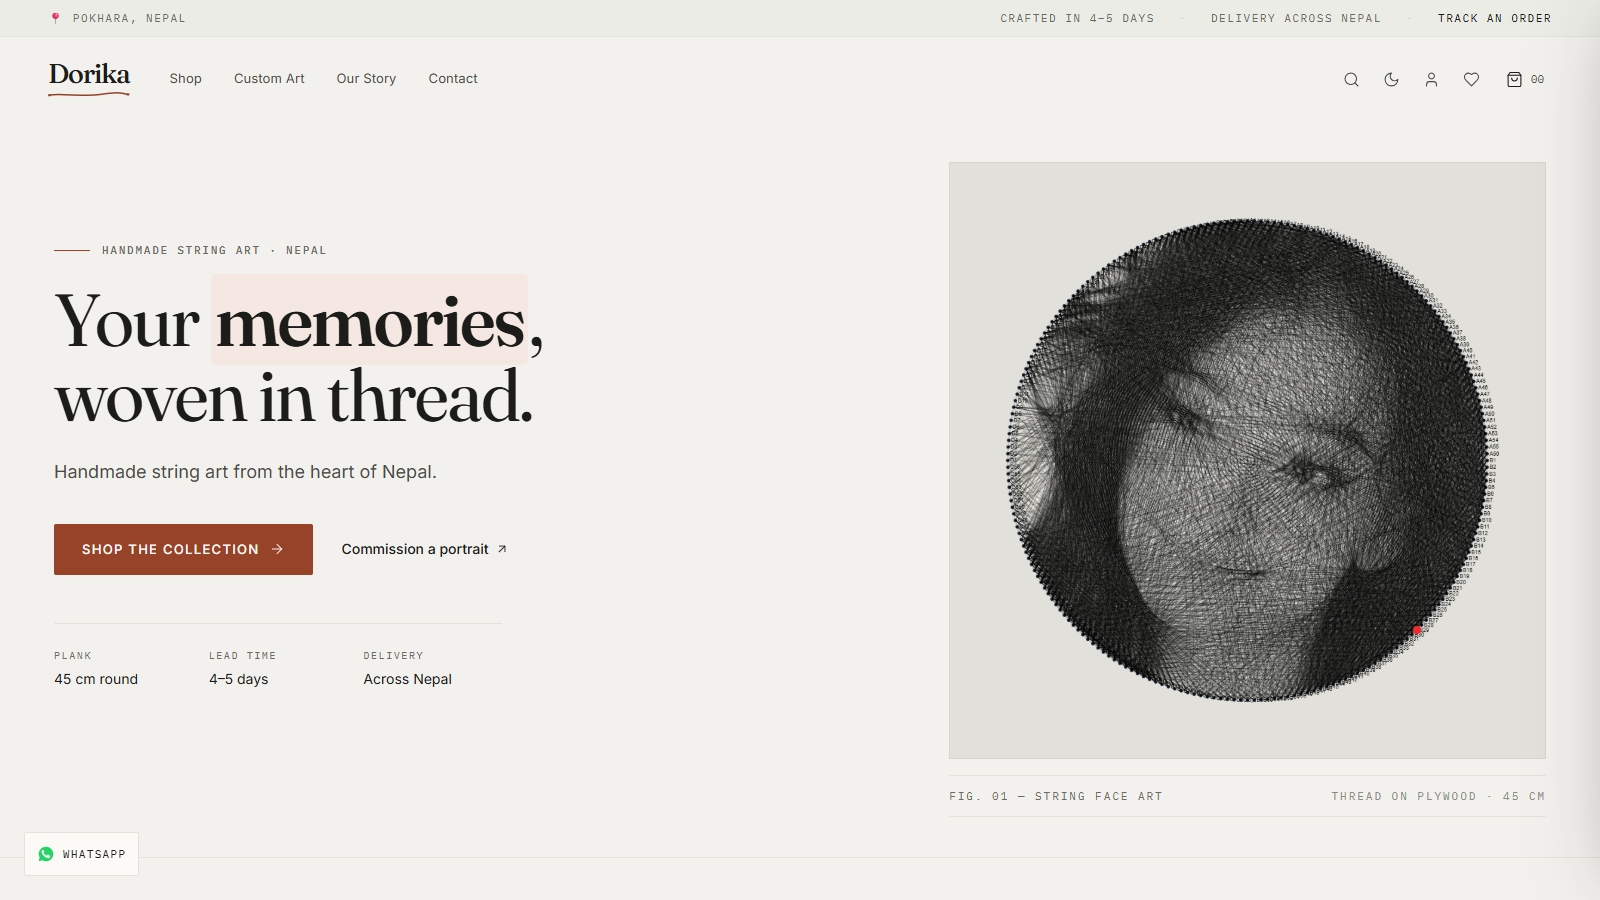 POKHARA, NEPAL
CRAFTED IN 4–5 DAYS · DELIVERY ACROSS NEPAL · TRACK AN ORDER
Dorika
Shop Custom Art Our Story Contact
00
HANDMADE STRING ART · NEPAL
Your memories,
woven in thread.
Handmade string art from the heart of Nepal.
SHOP THE COLLECTION →
Commission a portrait ↗
PLANK LEAD TIME DELIVERY
45 cm round 4–5 days Across Nepal
FIG. 01 — STRING FACE ART THREAD ON PLYWOOD · 45 CM
WHATSAPP